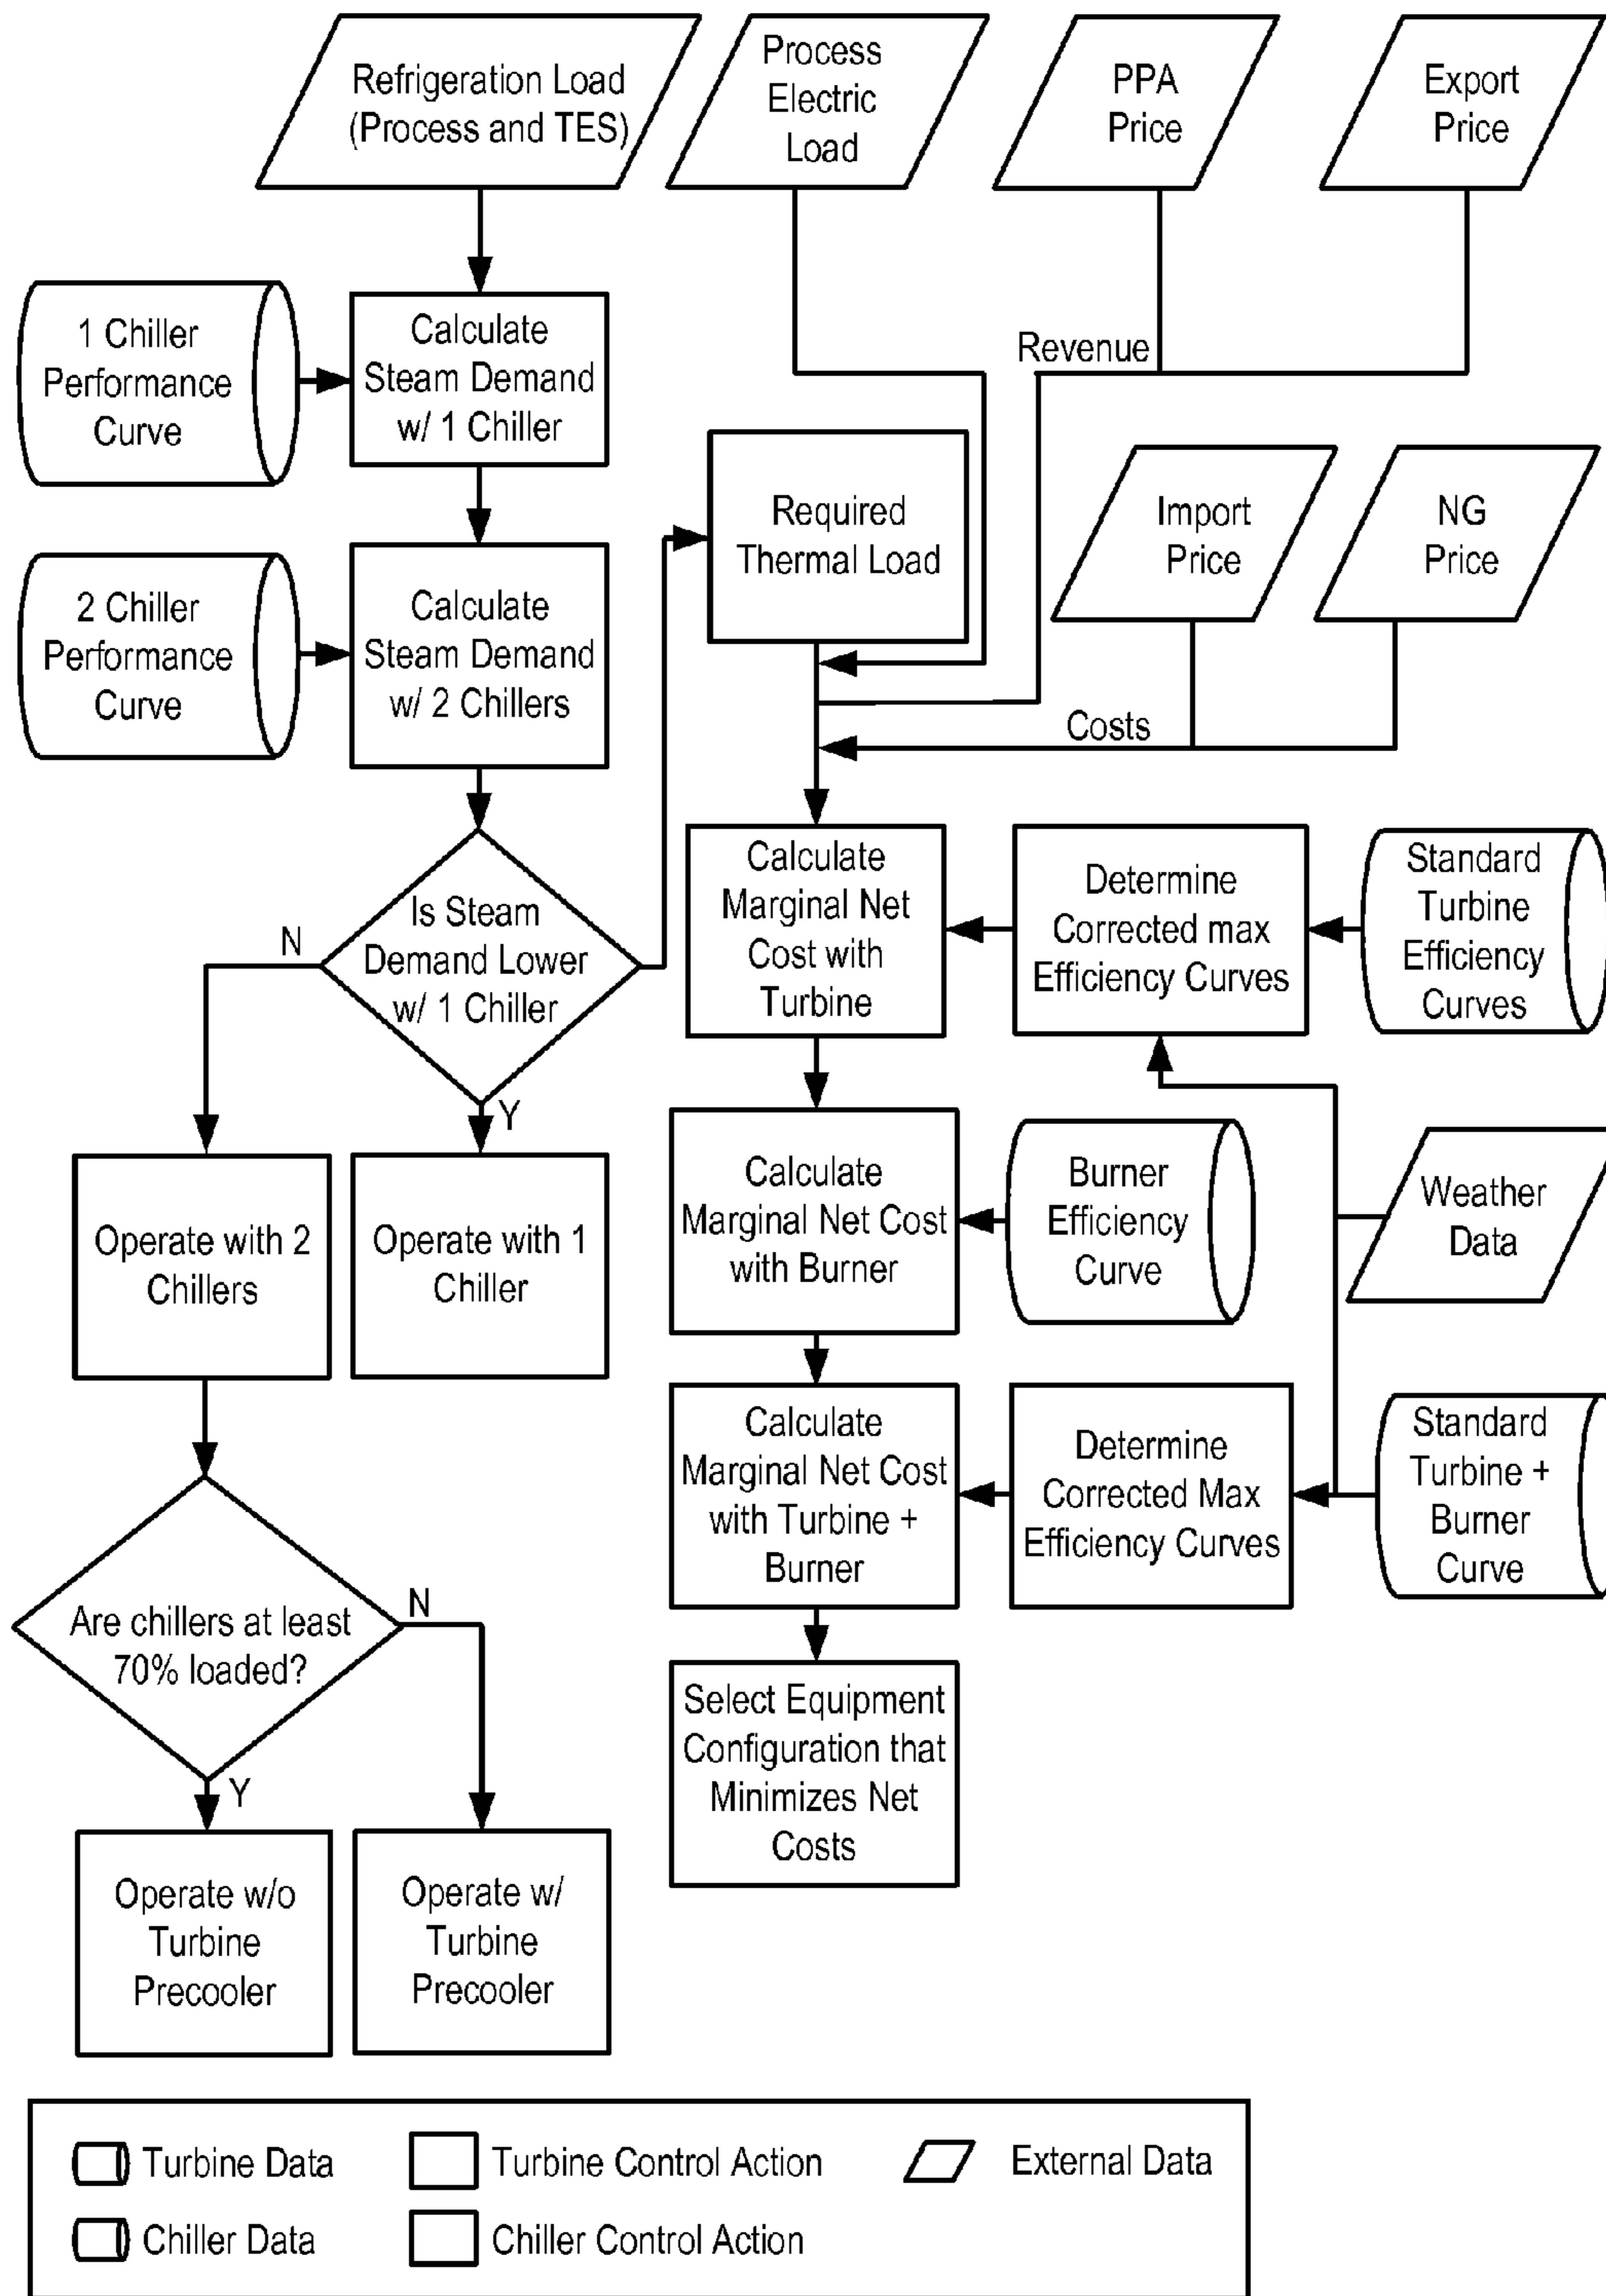 Refrigeration Load
(Process and TES)
Process
Electric
Load
PPA
Price
Export
Price
1 Chiller
Performance
Curve
Calculate
Steam Demand
w/ 1 Chiller
Revenue
Required
Thermal Load
Import
Price
NG
Price
2 Chiller
Performance
Curve
Calculate
Steam Demand
w/ 2 Chillers
Costs
Is Steam
Demand Lower
w/ 1 Chiller
N
Y
Calculate
Marginal Net
Cost with
Turbine
Determine
Corrected max
Efficiency Curves
Standard
Turbine
Efficiency
Curves
Operate with 2
Chillers
Operate with 1
Chiller
Calculate
Marginal Net Cost
with Burner
Burner
Efficiency
Curve
Weather
Data
Calculate
Marginal Net Cost
with Turbine +
Burner
Determine
Corrected Max
Efficiency Curves
Standard
Turbine +
Burner
Curve
Are chillers at least
70% loaded?
N
Y
Select Equipment
Configuration that
Minimizes Net
Costs
Operate w/o
Turbine
Precooler
Operate w/
Turbine
Precooler
Turbine Data
Turbine Control Action
External Data
Chiller Data
Chiller Control Action